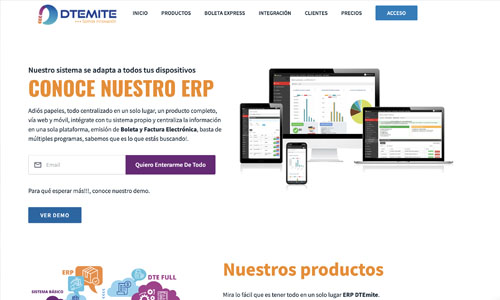 DTEMITE
INICIO PRODUCTOS BOLETA EXPRESS INTEGRACIÓN CLIENTES PRECIOS ACCESO
Nuestro sistema se adapta a todos tus dispositivos
CONOCE NUESTRO ERP
Adiós papeles, todo centralizado en un solo lugar, un producto completo,
vía web y móvil, intégrate con tu sistema propio y centraliza la información
en una sola plataforma, emisión de Boleta y Factura Electrónica, basta de
múltiples programas, sabemos que es lo que estás buscando!.
Email
Quiero Enterarme De Todo
Para qué esperar más!!!, conoce nuestro demo.
VER DEMO
ERP
DTE FULL
SISTEMA BÁSICO
Nuestros productos
Mira lo fácil que es tener todo en un solo lugar ERP DTEmite.